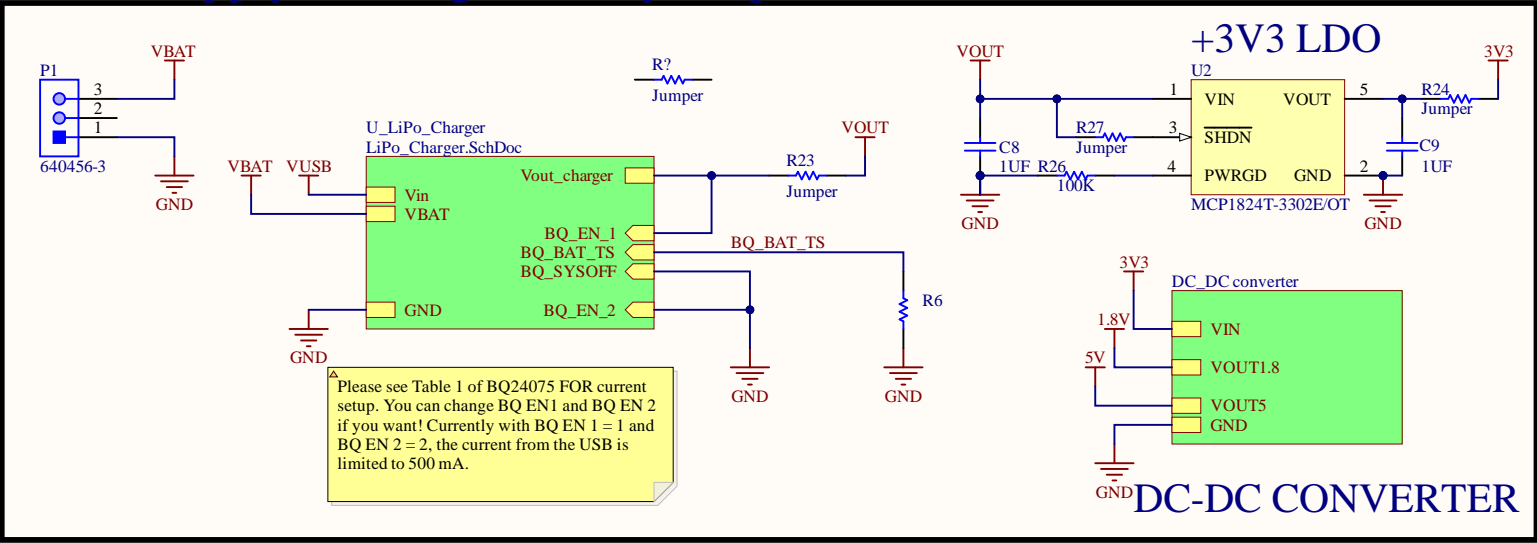 P1
VBAT
3
2
1
640456-3
GND
R?
Jumper
U_LiPo_Charger
LiPo_Charger.SchDoc
VBAT
VUSB
Vin
VBAT
GND
GND
Vout_charger
BQ_EN_1
BQ_BAT_TS
BQ_SYSOFF
BQ_EN_2
R23
Jumper
VOUT
BQ_BAT_TS
R6
GND
GND
Please see Table 1 of BQ24075 FOR current
setup. You can change BQ EN1 and BQ EN 2
if you want! Currently with BQ EN 1 = 1 and
BQ EN 2 = 2, the current from the USB is
limited to 500 mA.
+3V3 LDO
VOUT
U2
1
VIN
VOUT
5
R24
Jumper
3V3
R27
Jumper
3
SHDN
C8
1UF
R26
100K
4
PWRGD
GND
2
C9
1UF
MCP1824T-3302E/OT
GND
GND
3V3
DC_DC converter
1.8V
5V
VIN
VOUT1.8
VOUT5
GND
GND
DC-DC CONVERTER